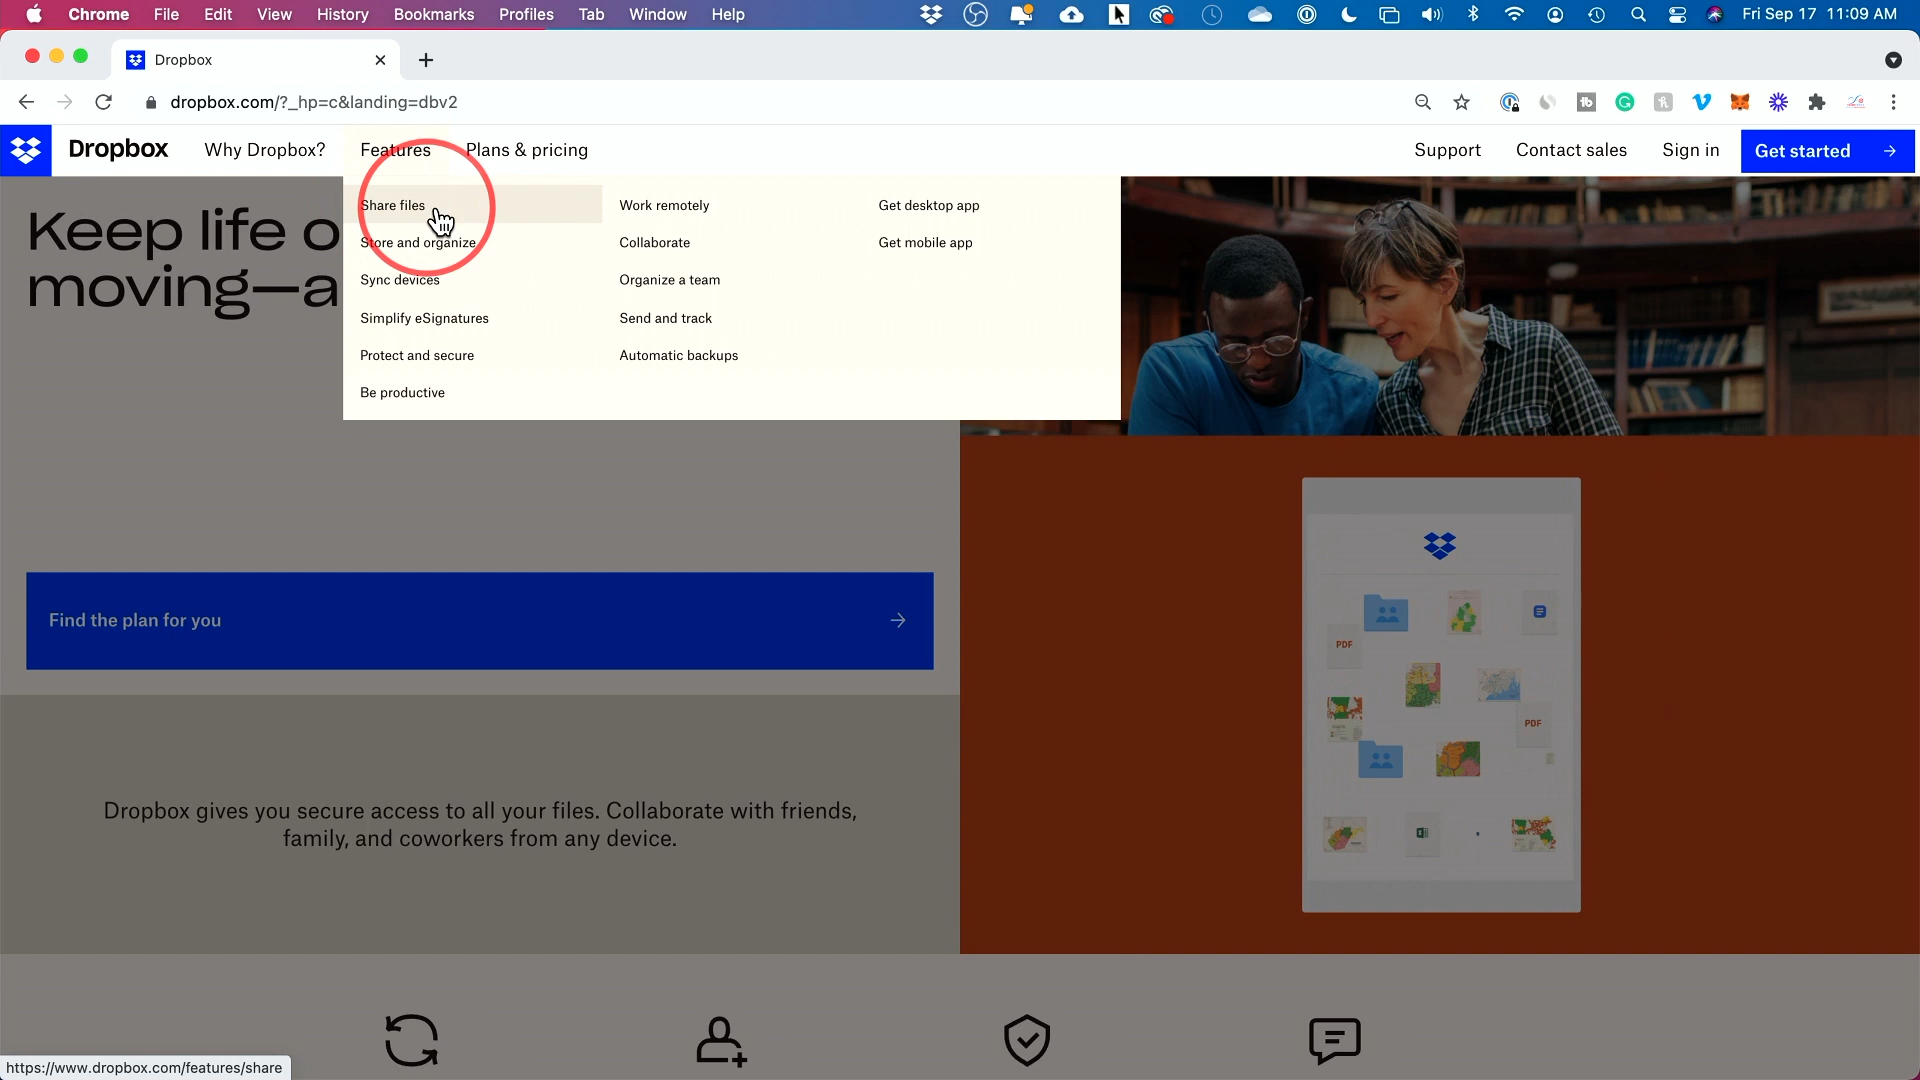 Chrome File Edit View History Bookmarks Profiles Tab Window Help Fri Sep 17 11:09 AM
Dropbox
dropbox.com/?_hp=c&landing=dbv2
Dropbox Why Dropbox? Features Plans & pricing Support Contact sales Sign in Get started
Share files Work remotely Get desktop app
Store and organize Collaborate Get mobile app
Sync devices Organize a team
Simplify eSignatures Send and track
Protect and secure Automatic backups
Be productive
Keep life o
moving—a
Find the plan for you
Dropbox gives you secure access to all your files. Collaborate with friends,
family, and coworkers from any device.
PDF
PDF
https://www.dropbox.com/features/share